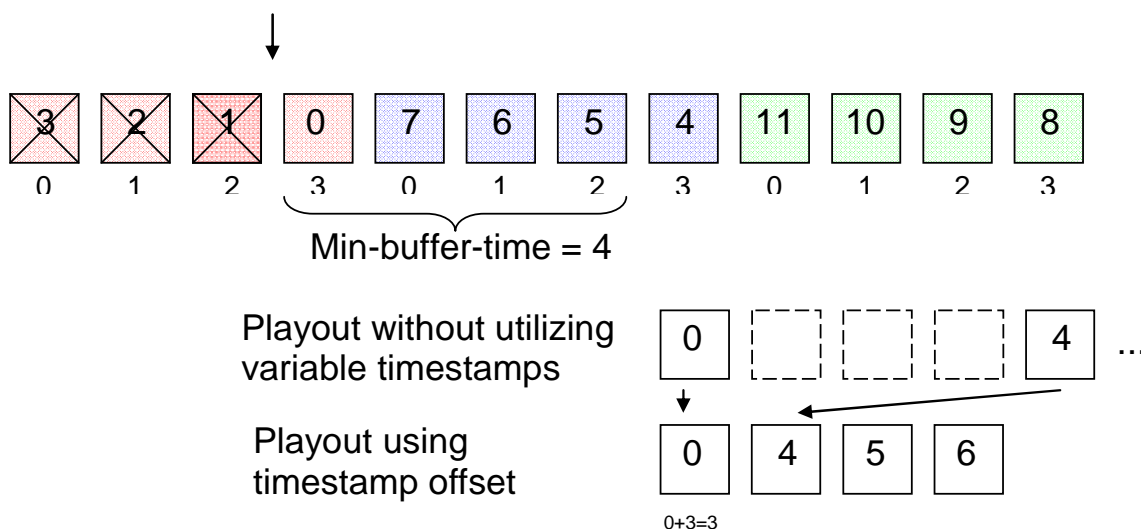 3 2 1 0 7 6 5 4 11 10 9 8
0 1 2 3 0 1 2 3 0 1 2 3
Min-buffer-time = 4
Playout without utilizing
variable timestamps
0 4 ...
Playout using
timestamp offset
0 4 5 6
0+3=3